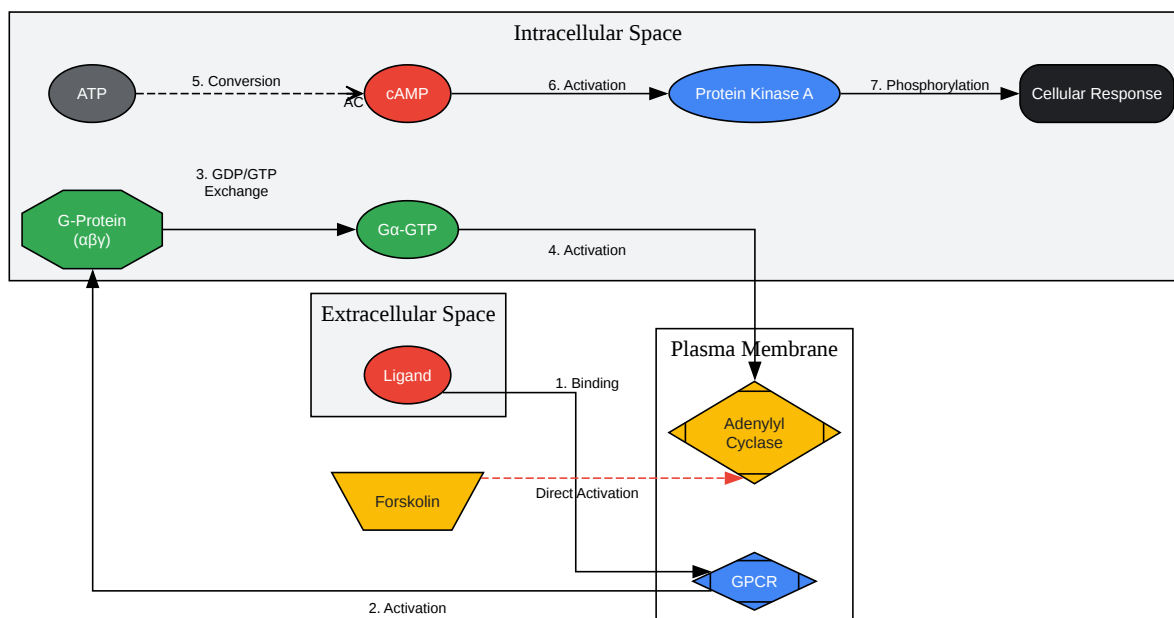 Intracellular Space
ATP
5. Conversion
AC
cAMP
6. Activation
Protein Kinase A
7. Phosphorylation
Cellular Response
G-Protein
(αβγ)
3. GDP/GTP
Exchange
Gα-GTP
4. Activation
Extracellular Space
Ligand
1. Binding
Plasma Membrane
Adenylyl
Cyclase
Forskolin
Direct Activation
GPCR
2. Activation